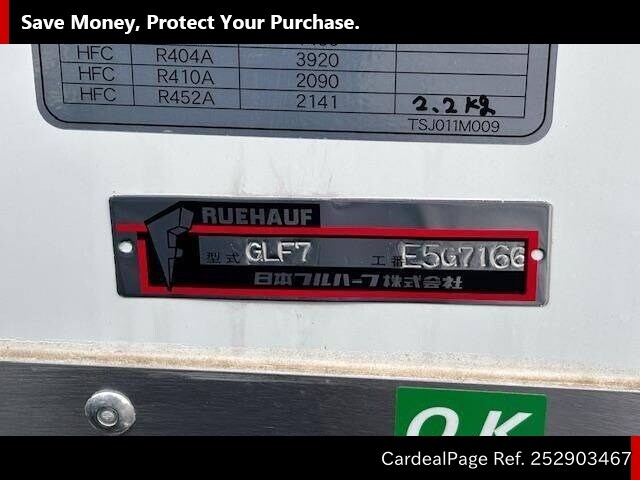 Save Money, Protect Your Purchase.
HFC R404A 3920
HFC R410A 2090
HFC R452A 2141 2.2kg
TSJ011M009
RUEHAUF
型式 GLF7 工番 E5G7166
日本フルハーフ株式会社
OK
CardealPage Ref. 252903467